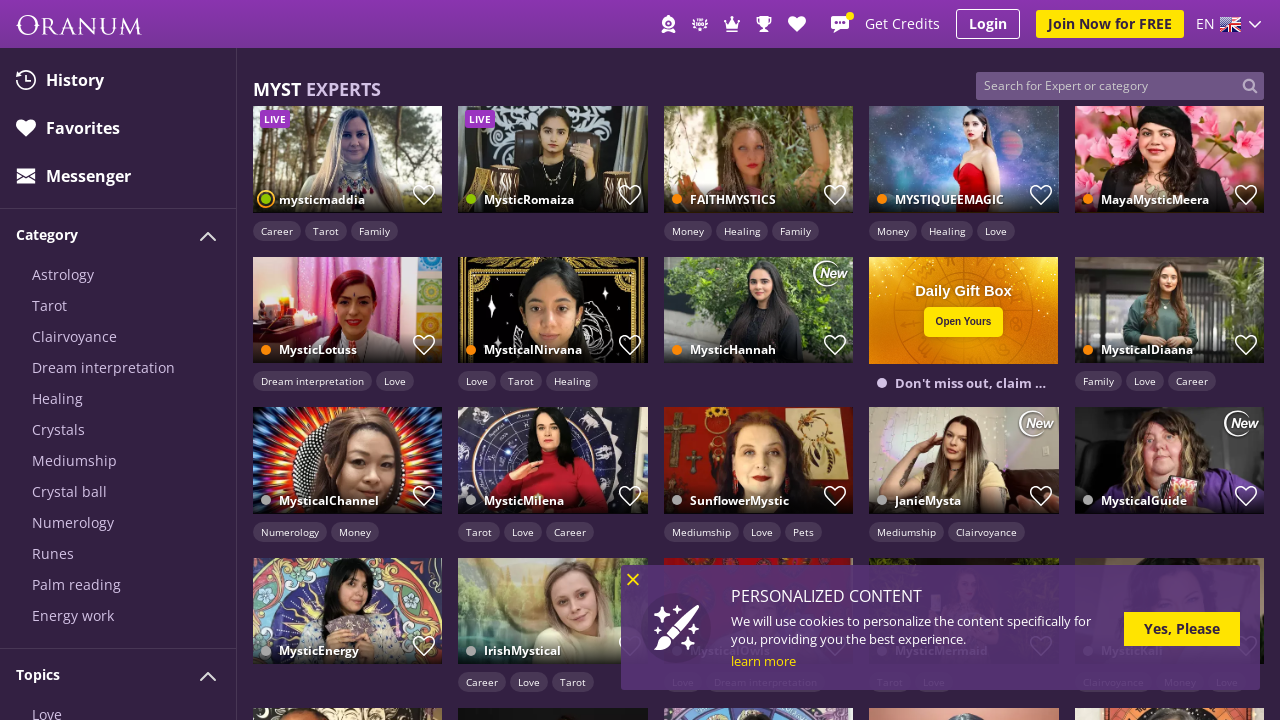 ORANUM
TOP 100
Get Credits
Login
Join Now for FREE
EN
History
Favorites
Messenger
Category
Astrology
Tarot
Clairvoyance
Dream interpretation
Healing
Crystals
Mediumship
Crystal ball
Numerology
Runes
Palm reading
Energy work
Topics
Love
MYST EXPERTS
Search for Expert or category
LIVE
mysticmaddia
Career Tarot Family
LIVE
MysticRomaiza
FAITHMYSTICS
Money Healing Family
MYSTIQUEEMAGIC
Money Healing Love
MayaMysticMeera
MysticLotuss
Dream interpretation Love
MysticalNirvana
Love Tarot Healing
New
MysticHannah
Daily Gift Box
Open Yours
Don't miss out, claim ...
MysticalDiaana
Family Love Career
MysticalChannel
Numerology Money
MysticMilena
Tarot Love Career
SunflowerMystic
Mediumship Love Pets
New
JanieMysta
Mediumship Clairvoyance
New
MysticalGuide
MysticEnergy
IrishMystical
Career Love Tarot
MysticalOwls
Love Dream interpretation
MysticMermaid
Tarot Love
MysticKali
Clairvoyance Money Love
PERSONALIZED CONTENT
We will use cookies to personalize the content specifically for
you, providing you the best experience.
learn more
Yes, Please